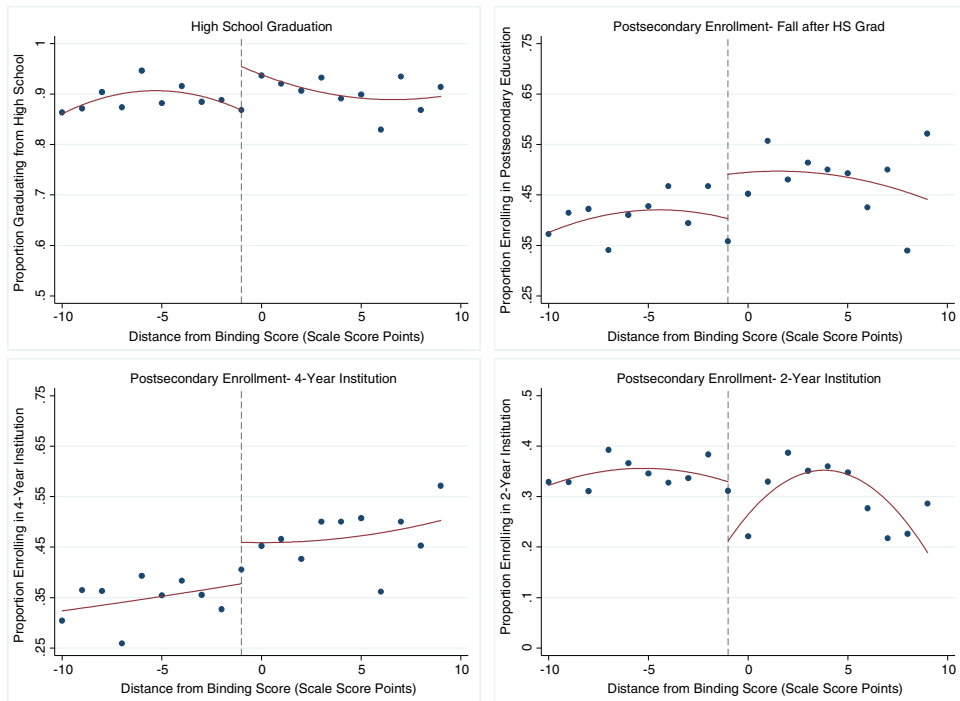 High School Graduation
Proportion Graduating from High School
1
.9
.8
.7
.6
.5
-10 -5 0 5 10
Distance from Binding Score (Scale Score Points)
Postsecondary Enrollment- Fall after HS Grad
Proportion Enrolling in Postsecondary Education
.75
.65
.55
.45
.35
.25
-10 -5 0 5 10
Distance from Binding Score (Scale Score Points)
Postsecondary Enrollment- 4-Year Institution
Proportion Enrolling in 4-Year Institution
.75
.65
.55
.45
.35
.25
-10 -5 0 5 10
Distance from Binding Score (Scale Score Points)
Postsecondary Enrollment- 2-Year Institution
Proportion Enrolling in 2-Year Institution
.5
.4
.3
.2
.1
0
-10 -5 0 5 10
Distance from Binding Score (Scale Score Points)